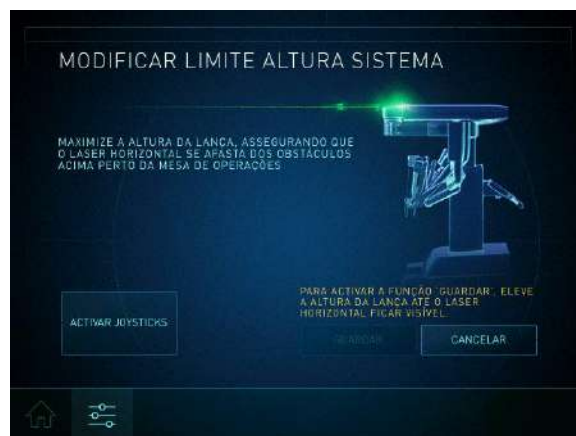 MODIFICAR LIMITE ALTURA SISTEMA
MAXIMIZE A ALTURA DA LANÇA, ASSEGURANDO QUE
O LASER HORIZONTAL SE AFASTA DOS OBSTÁCULOS
ACIMA PERTO DA MESA DE OPERAÇÕES
PARA ACTIVAR A FUNÇÃO 'GUARDAR', ELEVE
A ALTURA DA LANÇA ATÉ O LASER
HORIZONTAL FICAR VISÍVEL.
ACTIVAR JOYSTICKS
GUARDAR
CANCELAR